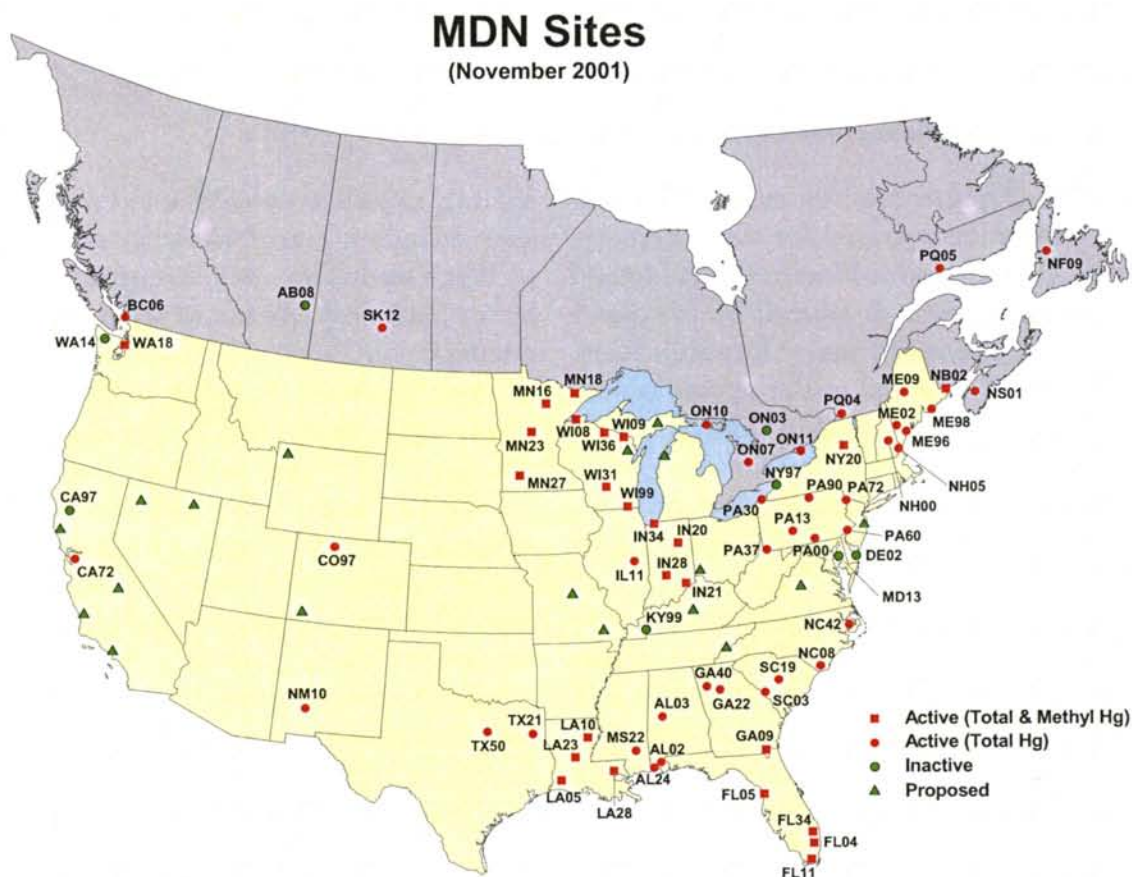 MDN Sites
(November 2001)
PQ05
NF09
AB08
BC06
SK12
WA14
WA18
MN18
MN16
ME09
NB02
NS01
PQ04
ON10
ON03
WI09
WI08
ME02
ME98
WI36
ON11
MN23
ON07
ME96
NY20
NY97
MN27
WI31
NH05
PA90
PA72
WI99
NH00
CA97
PA30
IN20
PA13
IN34
PA60
PA37
PA00
DE02
CO97
IL11
IN28
CA72
IN21
MD13
KY99
NC42
NC08
GA40
SC19
NM10
TX21
AL03
GA22
SC03
LA10
MS22
TX50
LA23
AL02
GA09
AL24
LA05
FL05
LA28
FL34
FL04
FL11
Active (Total & Methyl Hg)
Active (Total Hg)
Inactive
Proposed